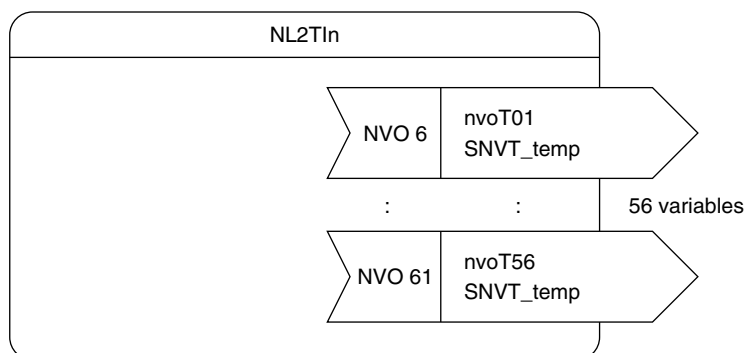 NL2TIn
NVO 6
nvoT01
SNVT_temp
: :
56 variables
NVO 61
nvoT56
SNVT_temp